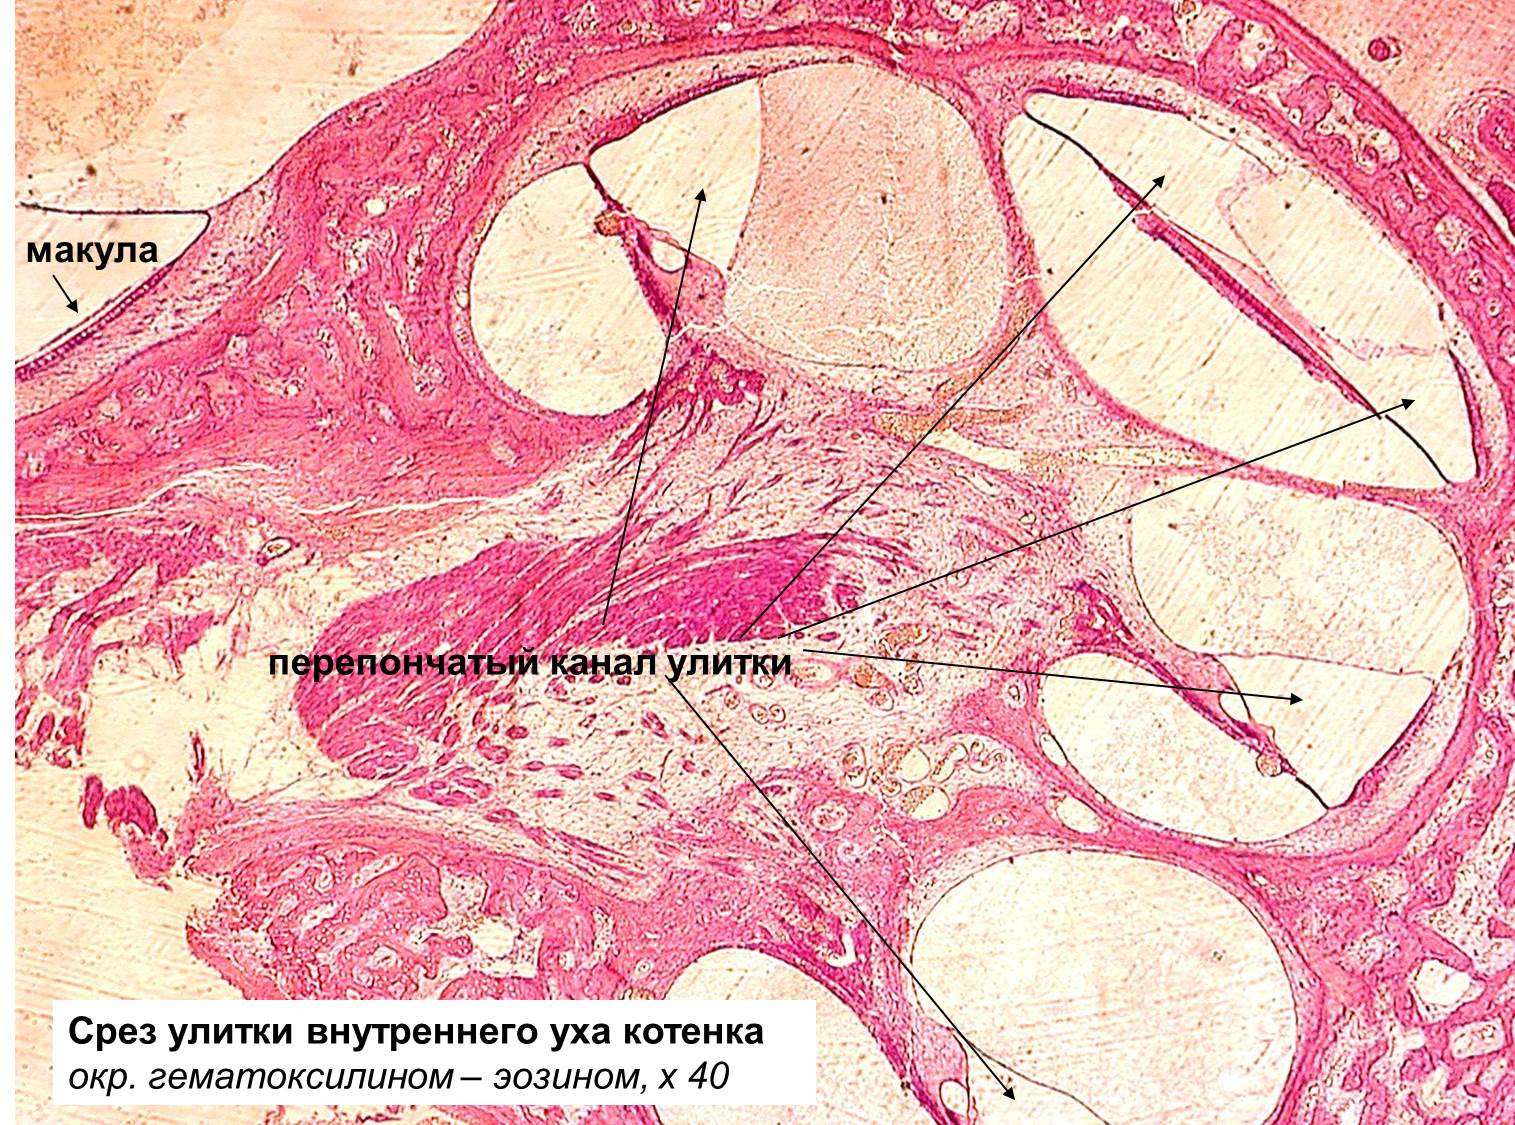 макула
перепончатый канал улитки
Срез улитки внутреннего уха котенка
окр. гематоксилином – эозином, х 40